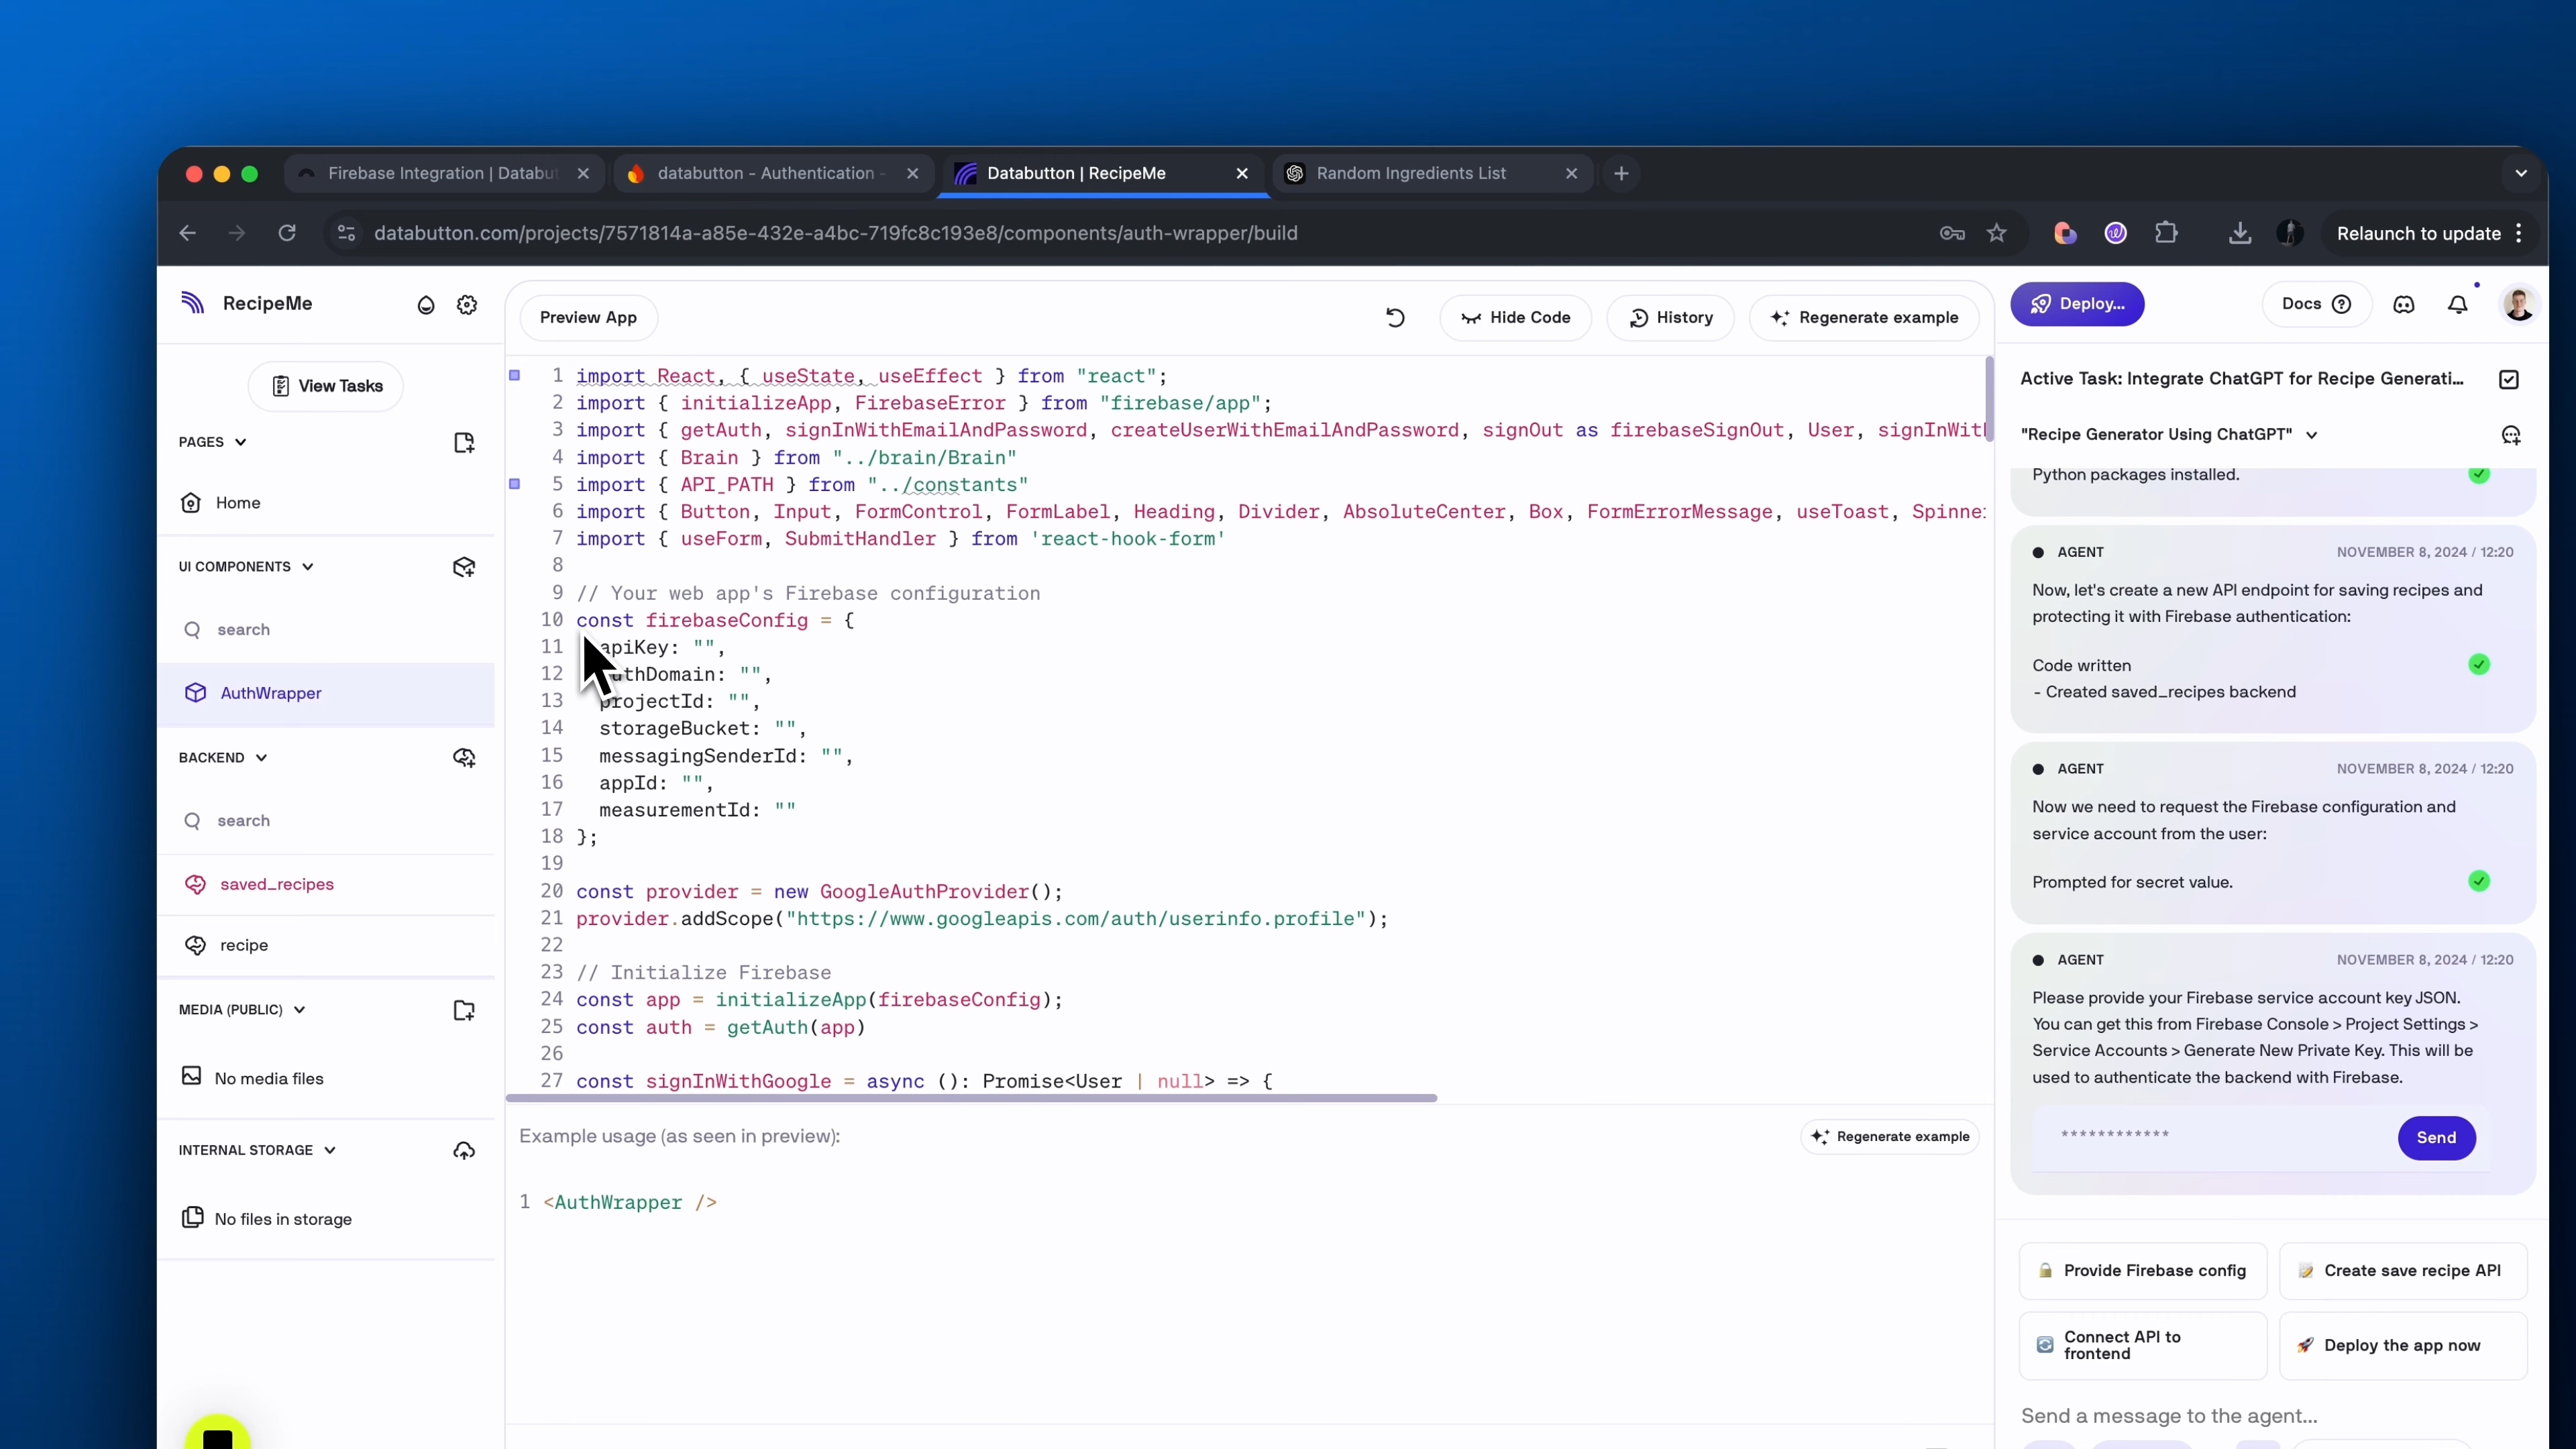 Firebase Integration | Databut
databutton - Authentication -
Databutton | RecipeMe
Random Ingredients List
databutton.com/projects/7571814a-a85e-432e-a4bc-719fc8c193e8/components/auth-wrapper/build
Relaunch to update
RecipeMe
View Tasks
PAGES
Home
UI COMPONENTS
search
AuthWrapper
BACKEND
search
saved_recipes
recipe
MEDIA (PUBLIC)
No media files
INTERNAL STORAGE
No files in storage
Preview App
Hide Code
History
Regenerate example
1 import React, { useState, useEffect } from "react";
2 import { initializeApp, FirebaseError } from "firebase/app";
3 import { getAuth, signInWithEmailAndPassword, createUserWithEmailAndPassword, signOut as firebaseSignOut, User, signInWith
4 import { Brain } from "../brain/Brain"
5 import { API_PATH } from "../constants"
6 import { Button, Input, FormControl, FormLabel, Heading, Divider, AbsoluteCenter, Box, FormErrorMessage, useToast, Spinne
7 import { useForm, SubmitHandler } from 'react-hook-form'
8
9 // Your web app's Firebase configuration
10 const firebaseConfig = {
11 apiKey: "",
12 uthDomain: "",
13 projectId: "",
14 storageBucket: "",
15 messagingSenderId: "",
16 appId: "",
17 measurementId: ""
18 };
19
20 const provider = new GoogleAuthProvider();
21 provider.addScope("https://www.googleapis.com/auth/userinfo.profile");
22
23 // Initialize Firebase
24 const app = initializeApp(firebaseConfig);
25 const auth = getAuth(app)
26
27 const signInWithGoogle = async (): Promise<User | null> => {
Example usage (as seen in preview):
Regenerate example
1 <AuthWrapper />
Deploy...
Docs
Active Task: Integrate ChatGPT for Recipe Generati...
"Recipe Generator Using ChatGPT"
Python packages installed.
AGENT
NOVEMBER 8, 2024 / 12:20
Now, let's create a new API endpoint for saving recipes and
protecting it with Firebase authentication:
Code written
- Created saved_recipes backend
AGENT
NOVEMBER 8, 2024 / 12:20
Now we need to request the Firebase configuration and
service account from the user:
Prompted for secret value.
AGENT
NOVEMBER 8, 2024 / 12:20
Please provide your Firebase service account key JSON.
You can get this from Firebase Console > Project Settings >
Service Accounts > Generate New Private Key. This will be
used to authenticate the backend with Firebase.
************
Send
Provide Firebase config
Create save recipe API
Connect API to
frontend
Deploy the app now
Send a message to the agent...